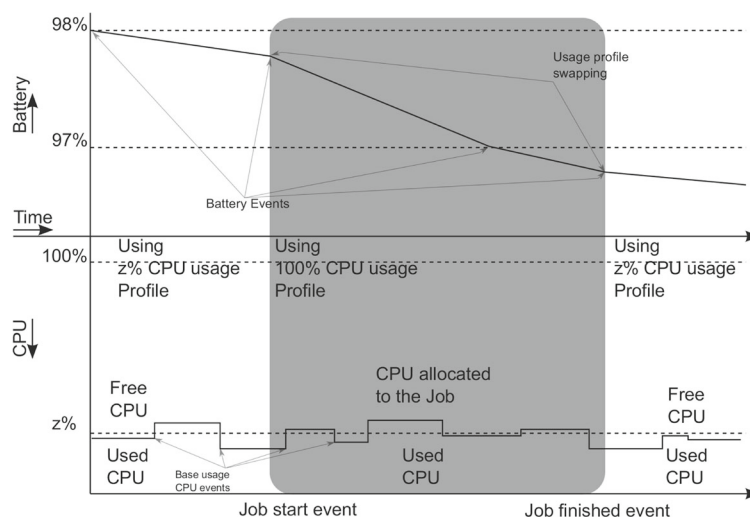 98%
Usage profile
swapping
Battery
97%
Battery Events
Time
Using
z% CPU usage
Profile
Using
100% CPU usage
Profile
Using
z% CPU usage
Profile
100%
CPU
CPU allocated
to the Job
Free
CPU
Free
CPU
z%
Used
CPU
Base usage
CPU events
Used
CPU
Used
CPU
Job start event
Job finished event